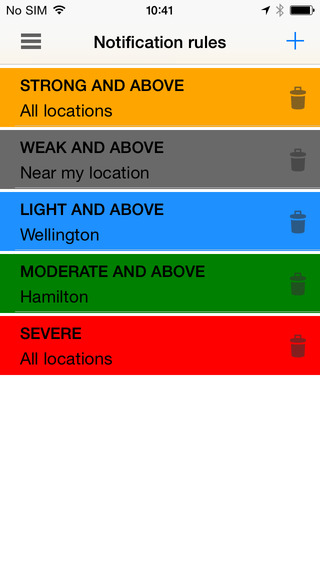 No SIM 10:41
Notification rules
STRONG AND ABOVE
All locations
WEAK AND ABOVE
Near my location
LIGHT AND ABOVE
Wellington
MODERATE AND ABOVE
Hamilton
SEVERE
All locations